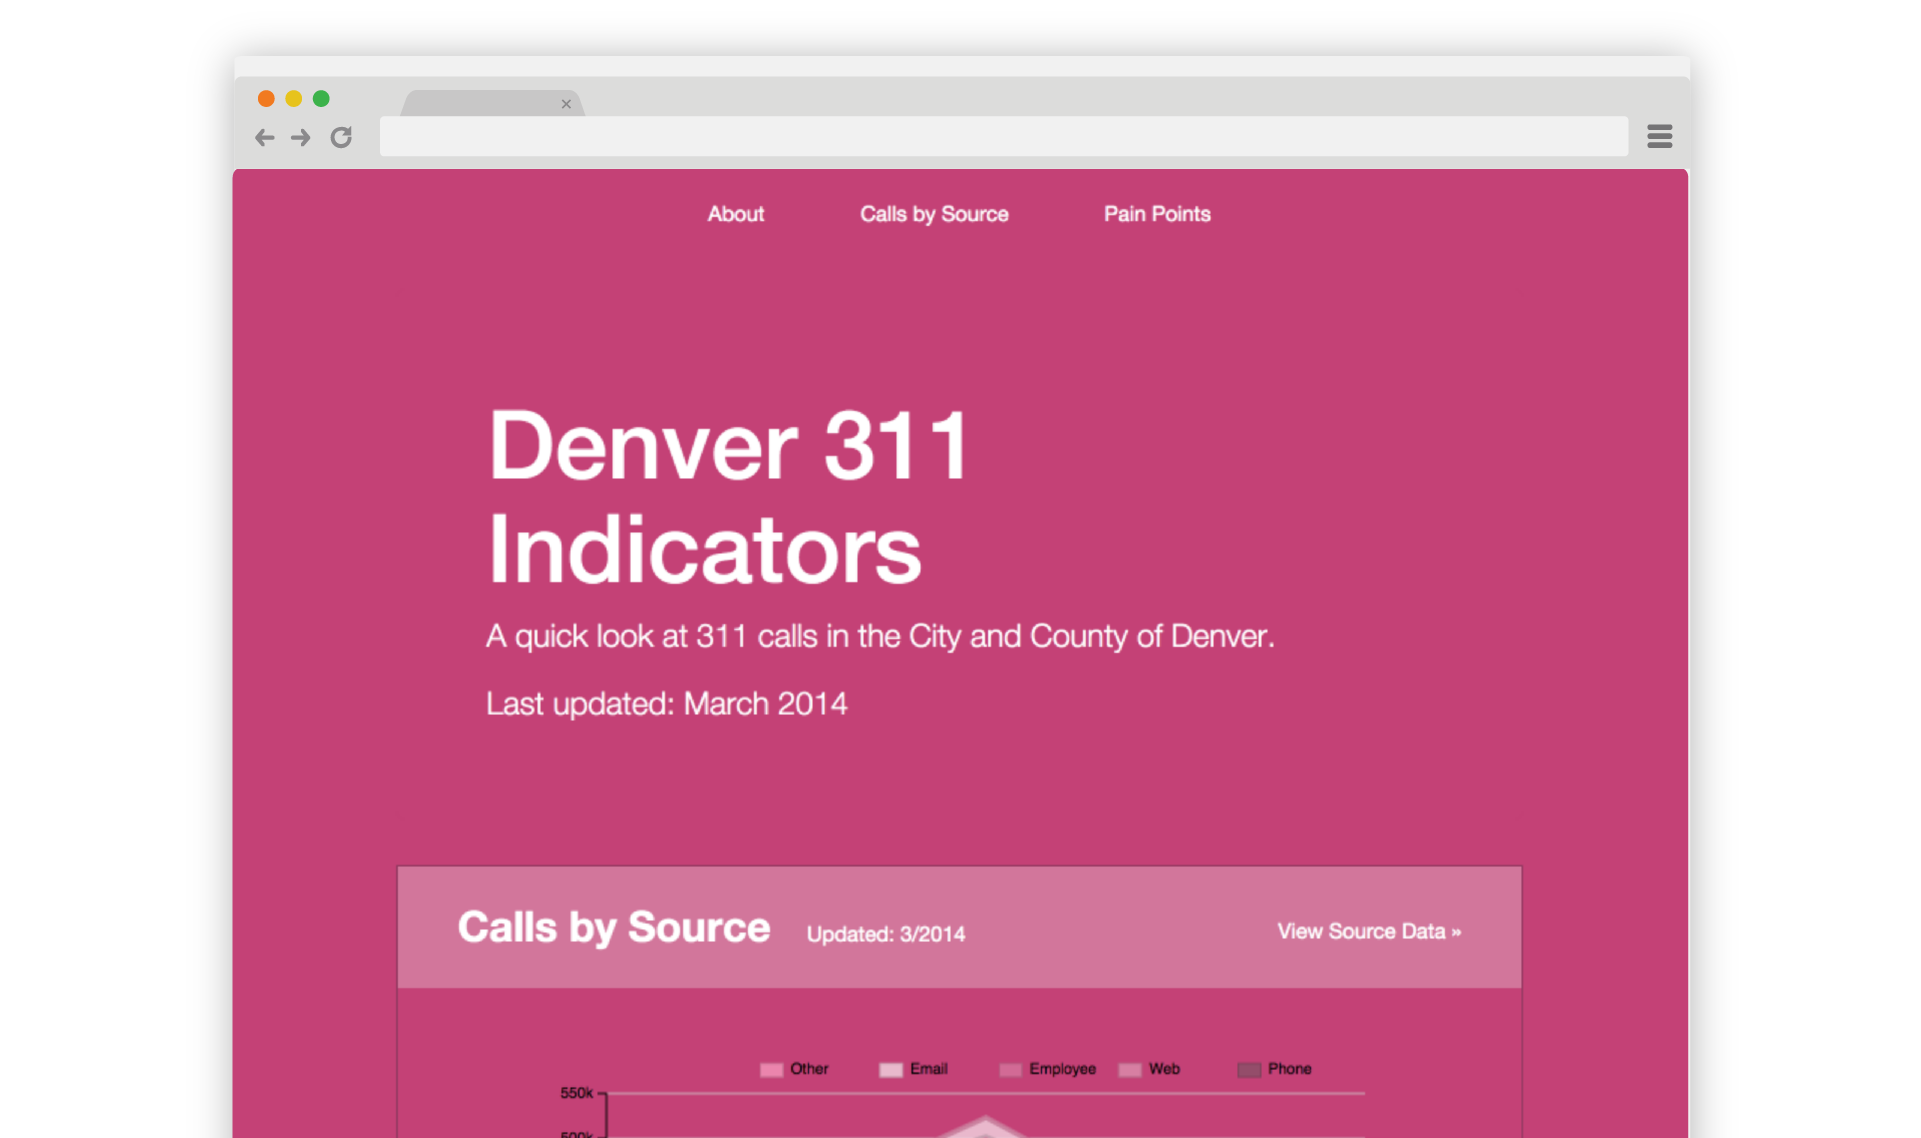 About Calls by Source Pain Points
Denver 311
Indicators
A quick look at 311 calls in the City and County of Denver.
Last updated: March 2014
Calls by Source Updated: 3/2014 View Source Data »
Other Email Employee Web Phone
550k